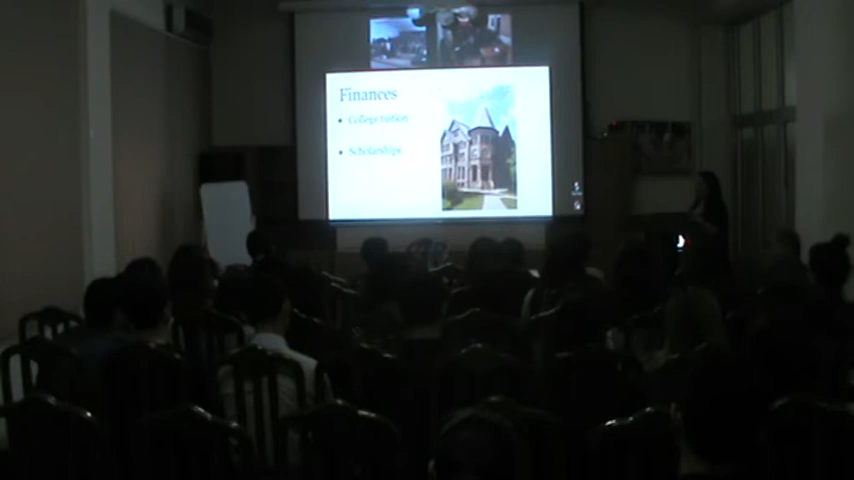 Finances
• College tuition
• Scholarships